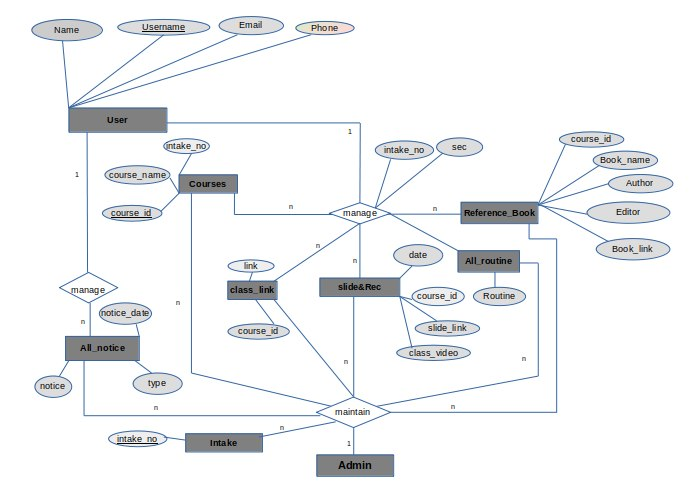 Name
Username
Email
Phone
User
1
1
intake_no
sec
course_id
Book_name
Author
Editor
Book_link
intake_no
course_name
course_id
Courses
n
manage
n
Reference_Book
n
n
link
class_link
course_id
slide&Rec
date
course_id
slide_link
class_video
All_routine
Routine
manage
n
notice_date
All_notice
notice
type
n
n
n
n
n
n
maintain
intake_no
Intake
1
Admin